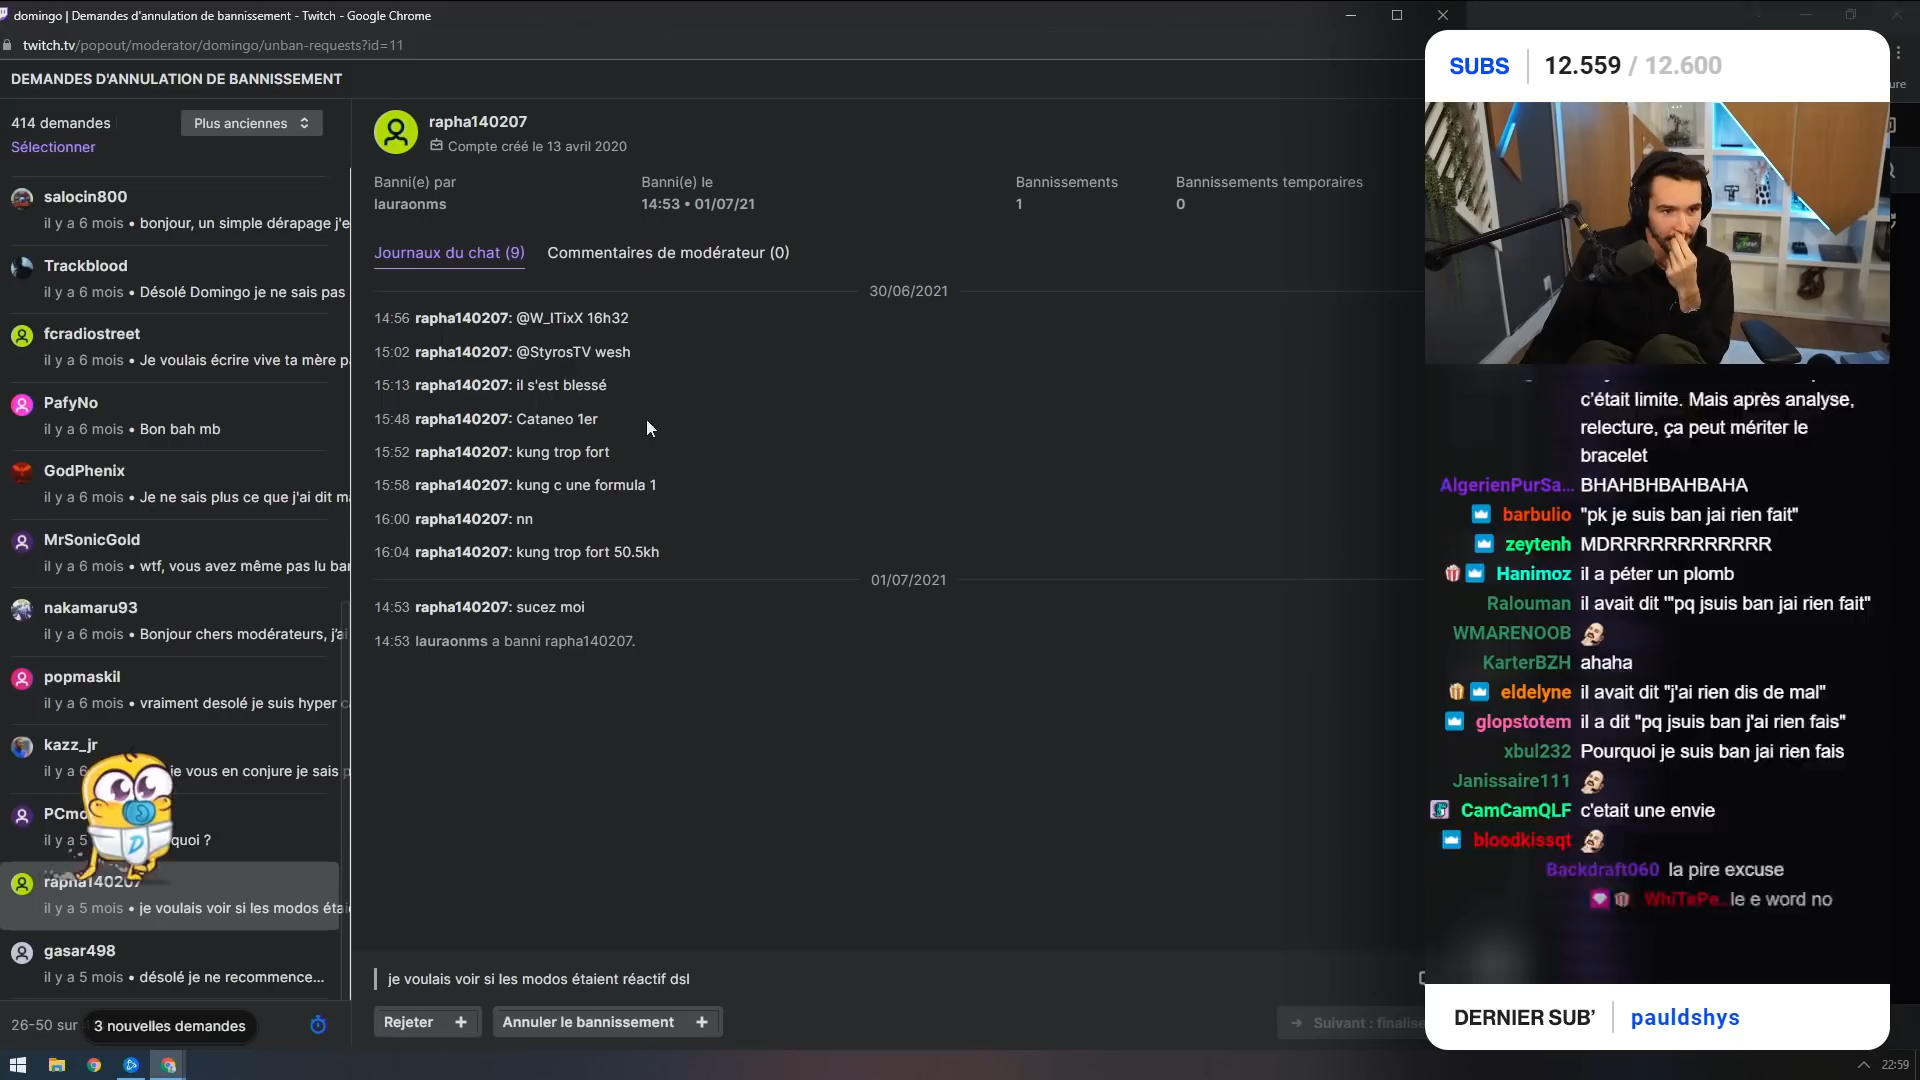 domingo | Demandes d'annulation de bannissement - Twitch - Google Chrome
twitch.tv/popout/moderator/domingo/unban-requests?id=11
DEMANDES D'ANNULATION DE BANNISSEMENT
414 demandes
Plus anciennes
Sélectionner
salocin800
il y a 6 mois • bonjour, un simple dérapage j'e
Trackblood
il y a 6 mois • Désolé Domingo je ne sais pas
fcradiostreet
il y a 6 mois • Je voulais écrire vive ta mère p
PafyNo
il y a 6 mois • Bon bah mb
GodPhenix
il y a 6 mois • Je ne sais plus ce que j'ai dit m
MrSonicGold
il y a 6 mois • wtf, vous avez même pas lu ba
nakamaru93
il y a 6 mois • Bonjour chers modérateurs, j'ai
popmaskil
il y a 6 mois • vraiment desolé je suis hyper c
kazz_jr
il y a 6 je vous en conjure je sais p
PCmo
il y a 5 quoi ?
rapha140207
il y a 5 mois • je voulais voir si les modos étai
gasar498
il y a 5 mois • désolé je ne recommence...
26-50 sur
3 nouvelles demandes
rapha140207
Compte créé le 13 avril 2020
Banni(e) par
lauraonms
Banni(e) le
14:53 • 01/07/21
Bannissements
1
Bannissements temporaires
0
Journaux du chat (9)
Commentaires de modérateur (0)
30/06/2021
14:56 rapha140207: @W_ITixX 16h32
15:02 rapha140207: @StyrosTV wesh
15:13 rapha140207: il s'est blessé
15:48 rapha140207: Cataneo 1er
15:52 rapha140207: kung trop fort
15:58 rapha140207: kung c une formula 1
16:00 rapha140207: nn
16:04 rapha140207: kung trop fort 50.5kh
01/07/2021
14:53 rapha140207: sucez moi
14:53 lauraonms a banni rapha140207.
je voulais voir si les modos étaient réactif dsl
Rejeter +
Annuler le bannissement +
→ Suivant : finalise
SUBS 12.559 / 12.600
ure
c'était limite. Mais après analyse,
relecture, ça peut mériter le
bracelet
AlgerienPurSa... BHAHBHBAHBAHA
barbulio "pk je suis ban jai rien fait"
zeytenh MDRRRRRRRRRRRR
Hanimoz il a péter un plomb
Ralouman il avait dit '"pq jsuis ban jai rien fait"
WMARENOOB
KarterBZH ahaha
eldelyne il avait dit "j'ai rien dis de mal"
glopstotem il a dit "pq jsuis ban j'ai rien fais"
xbul232 Pourquoi je suis ban jai rien fais
Janissaire111
CamCamQLF c'etait une envie
bloodkissqt
Backdraft060 la pire excuse
WhiTePe... le e word no
DERNIER SUB' pauldshys
22:59